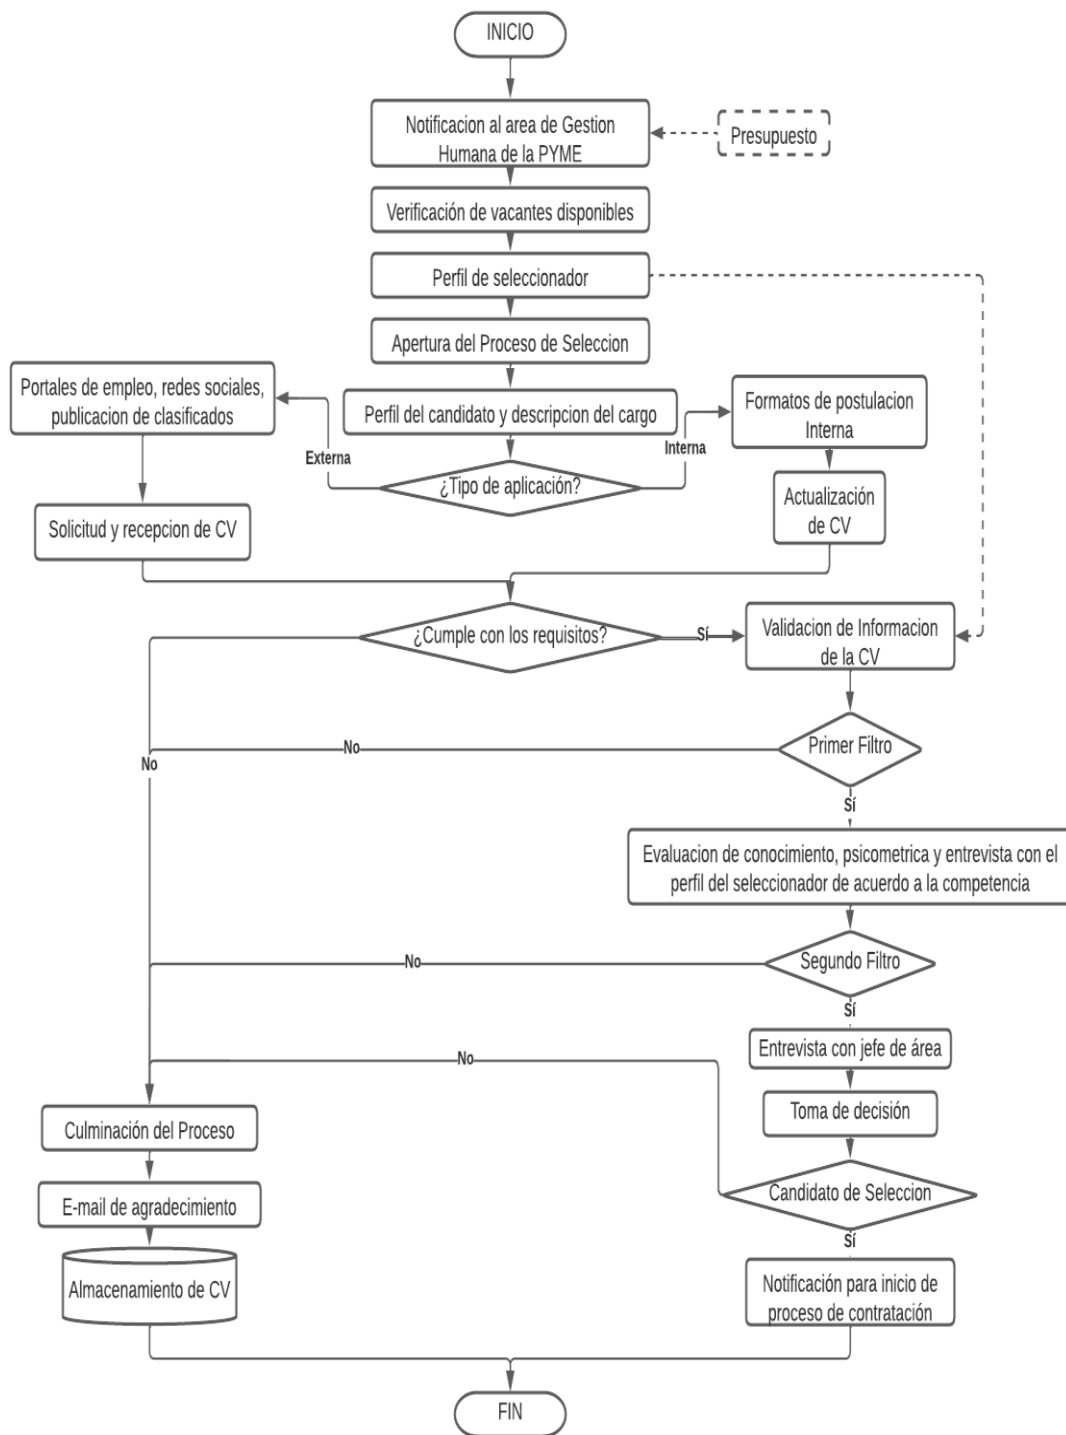 INICIO
Notificacion al area de Gestion
Humana de la PYME
Presupuesto
Verificación de vacantes disponibles
Perfil de seleccionador
Apertura del Proceso de Seleccion
Portales de empleo, redes sociales,
publicacion de clasificados
Perfil del candidato y descripcion del cargo
Formatos de postulacion
Interna
Externa
Interna
¿Tipo de aplicación?
Actualización
de CV
Solicitud y recepcion de CV
¿Cumple con los requisitos?
Sí
Validacion de Informacion
de la CV
No
No
Primer Filtro
Sí
Evaluacion de conocimiento, psicometrica y entrevista con el
perfil del seleccionador de acuerdo a la competencia
No
Segundo Filtro
Sí
Entrevista con jefe de área
No
Toma de decisión
Culminación del Proceso
Candidato de Seleccion
E-mail de agradecimiento
Sí
Almacenamiento de CV
Notificación para inicio de
proceso de contratación
FIN